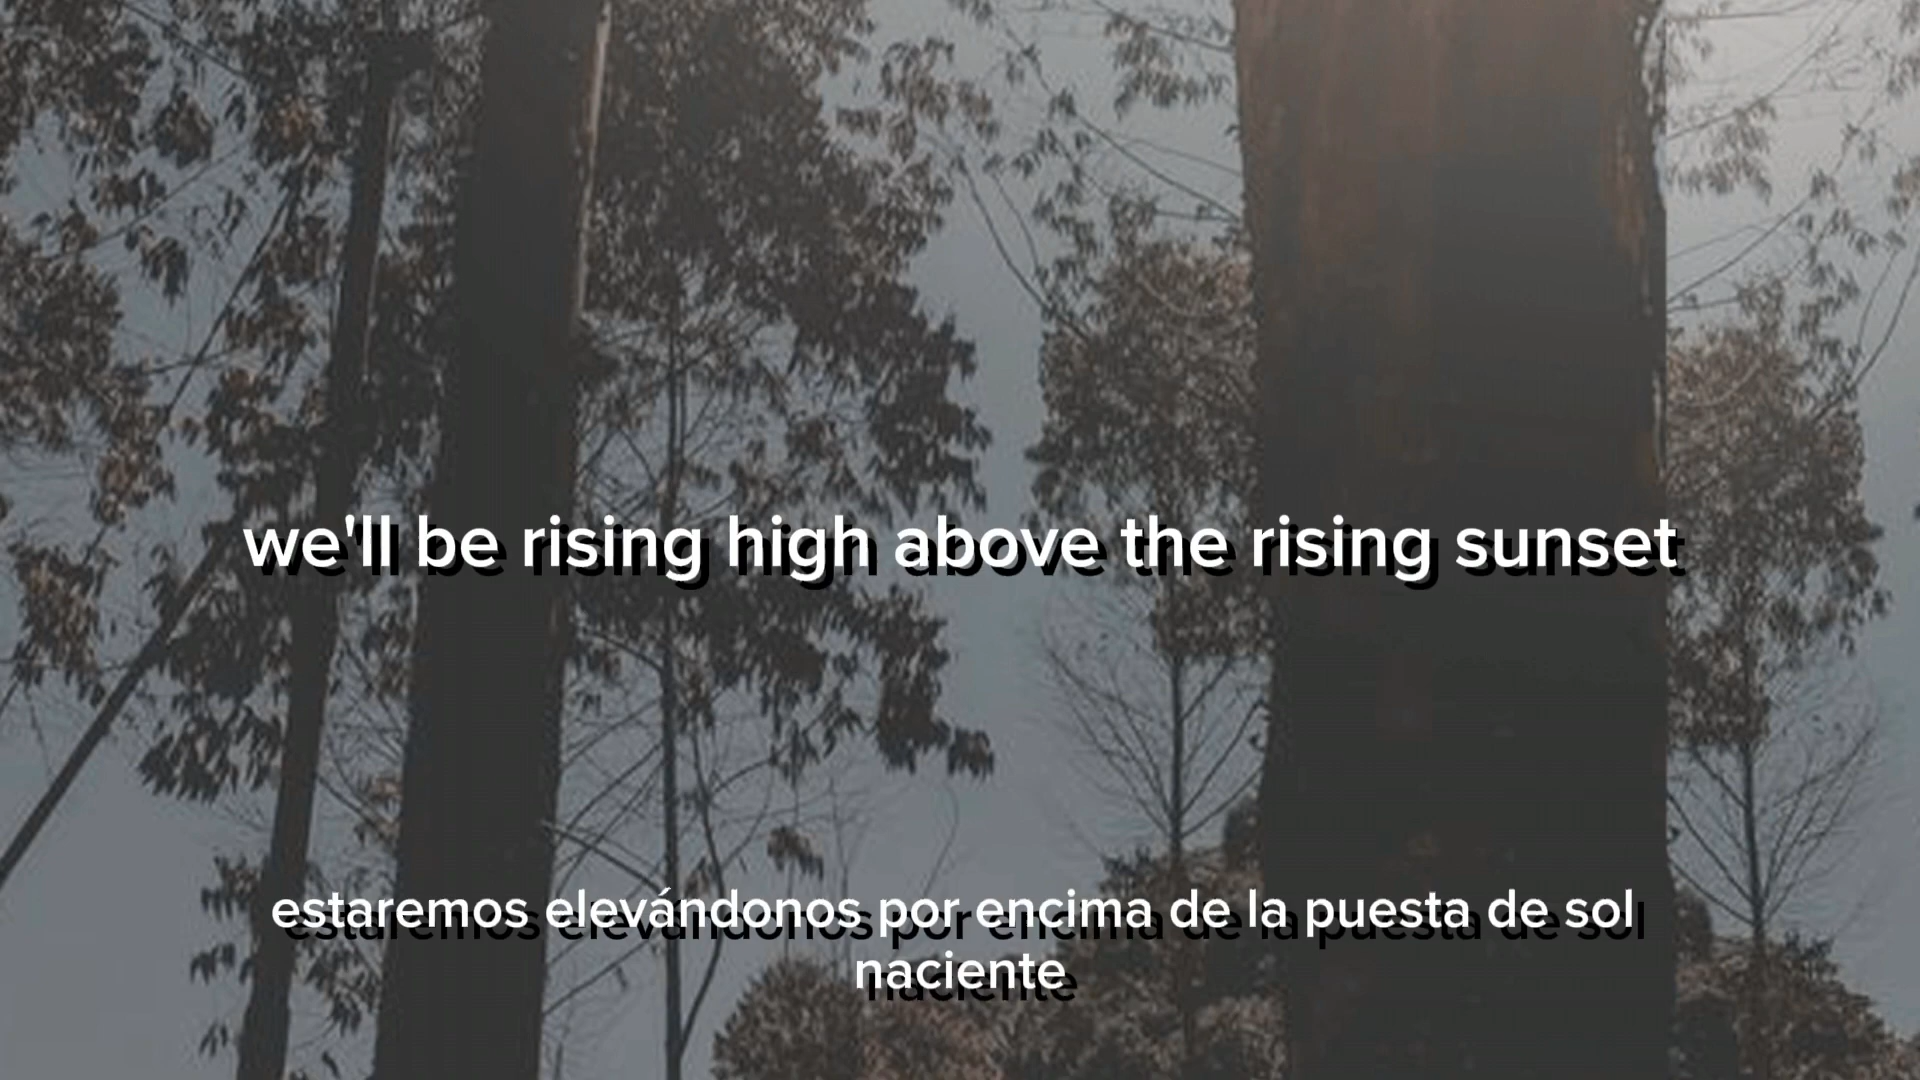 we'll be rising high above the rising sunset
estaremos elevándonos por encima de la puesta de sol
naciente